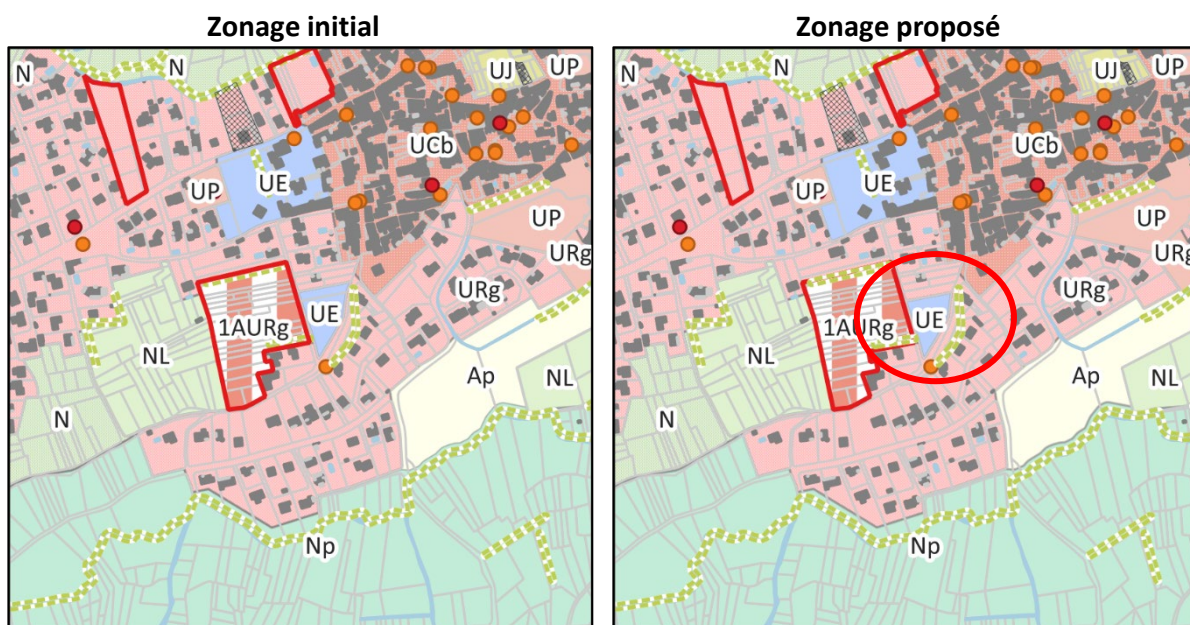 Zonage initial
N
N
UJ
UP
UCb
UP
UE
UP
URg
URg
1AURg
UE
NL
Ap
NL
N
Np
Zonage proposé
N
N
UJ
UP
UCb
UP
UE
UP
URg
URg
1AURg
UE
NL
Ap
NL
N
Np